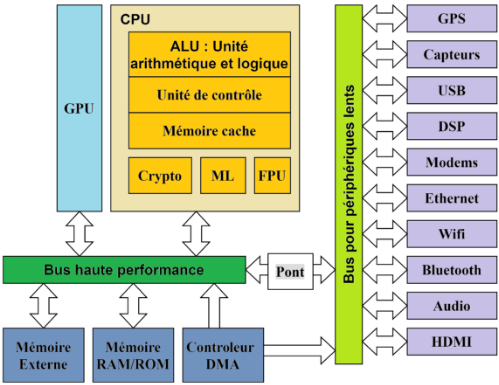 CPU
GPU
ALU : Unité
arithmétique et logique
Unité de contrôle
Mémoire cache
Crypto
ML
FPU
Bus haute performance
Pont
Mémoire
Externe
Mémoire
RAM/ROM
Controleur
DMA
Bus pour périphériques lents
GPS
Capteurs
USB
DSP
Modems
Ethernet
Wifi
Bluetooth
Audio
HDMI